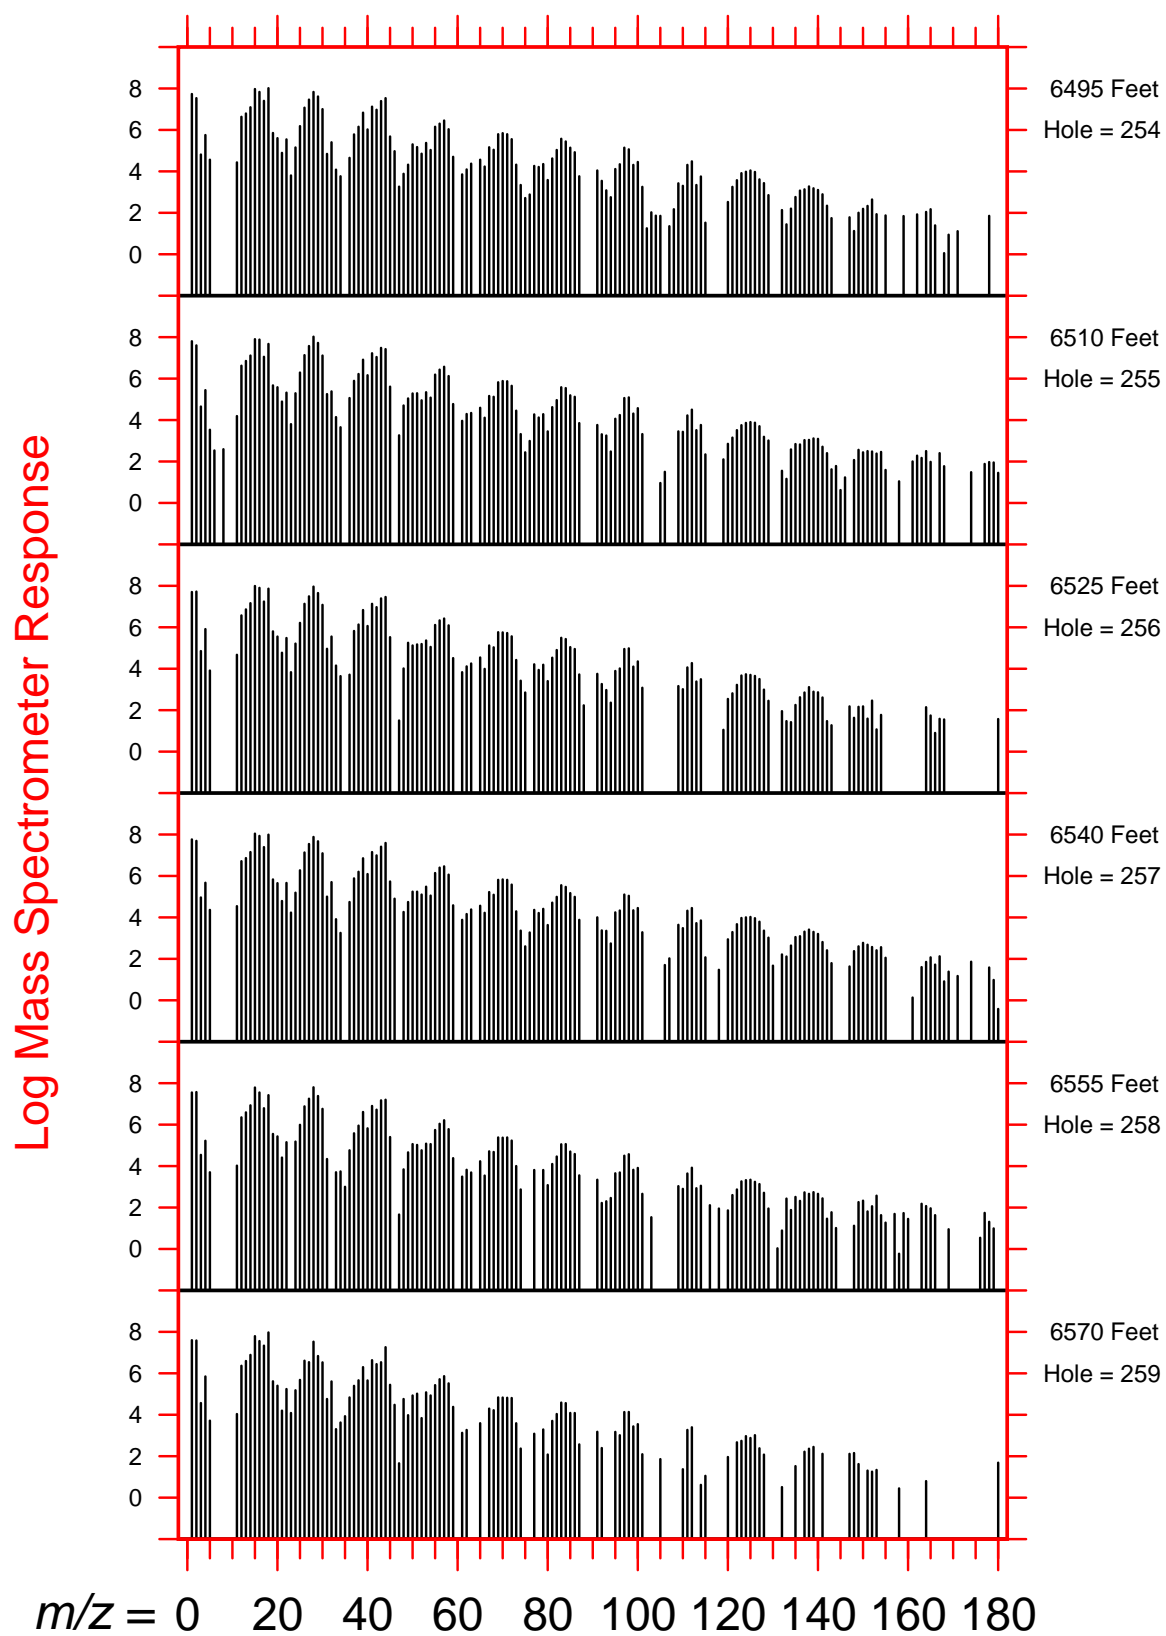 Log Mass Spectrometer Response
8
6
4
2
0
6495 Feet
Hole = 254
8
6
4
2
0
6510 Feet
Hole = 255
8
6
4
2
0
6525 Feet
Hole = 256
8
6
4
2
0
6540 Feet
Hole = 257
8
6
4
2
0
6555 Feet
Hole = 258
8
6
4
2
0
6570 Feet
Hole = 259
m/z = 0 20 40 60 80 100 120 140 160 180